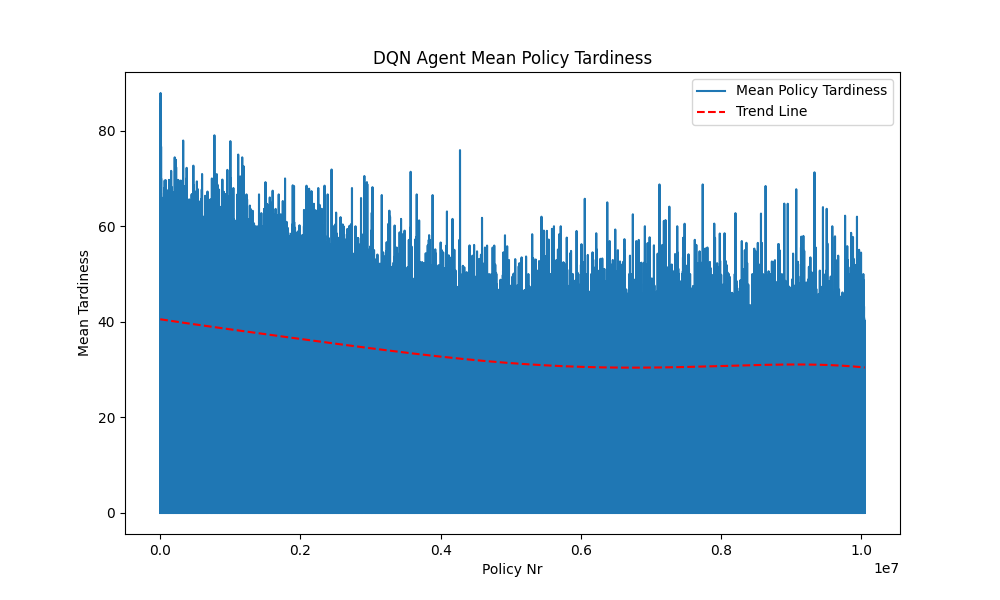 DQN Agent Mean Policy Tardiness
Mean Policy Tardiness
Trend Line
Mean Tardiness
80
60
40
20
0
0.0 0.2 0.4 0.6 0.8 1.0
1e7
Policy Nr